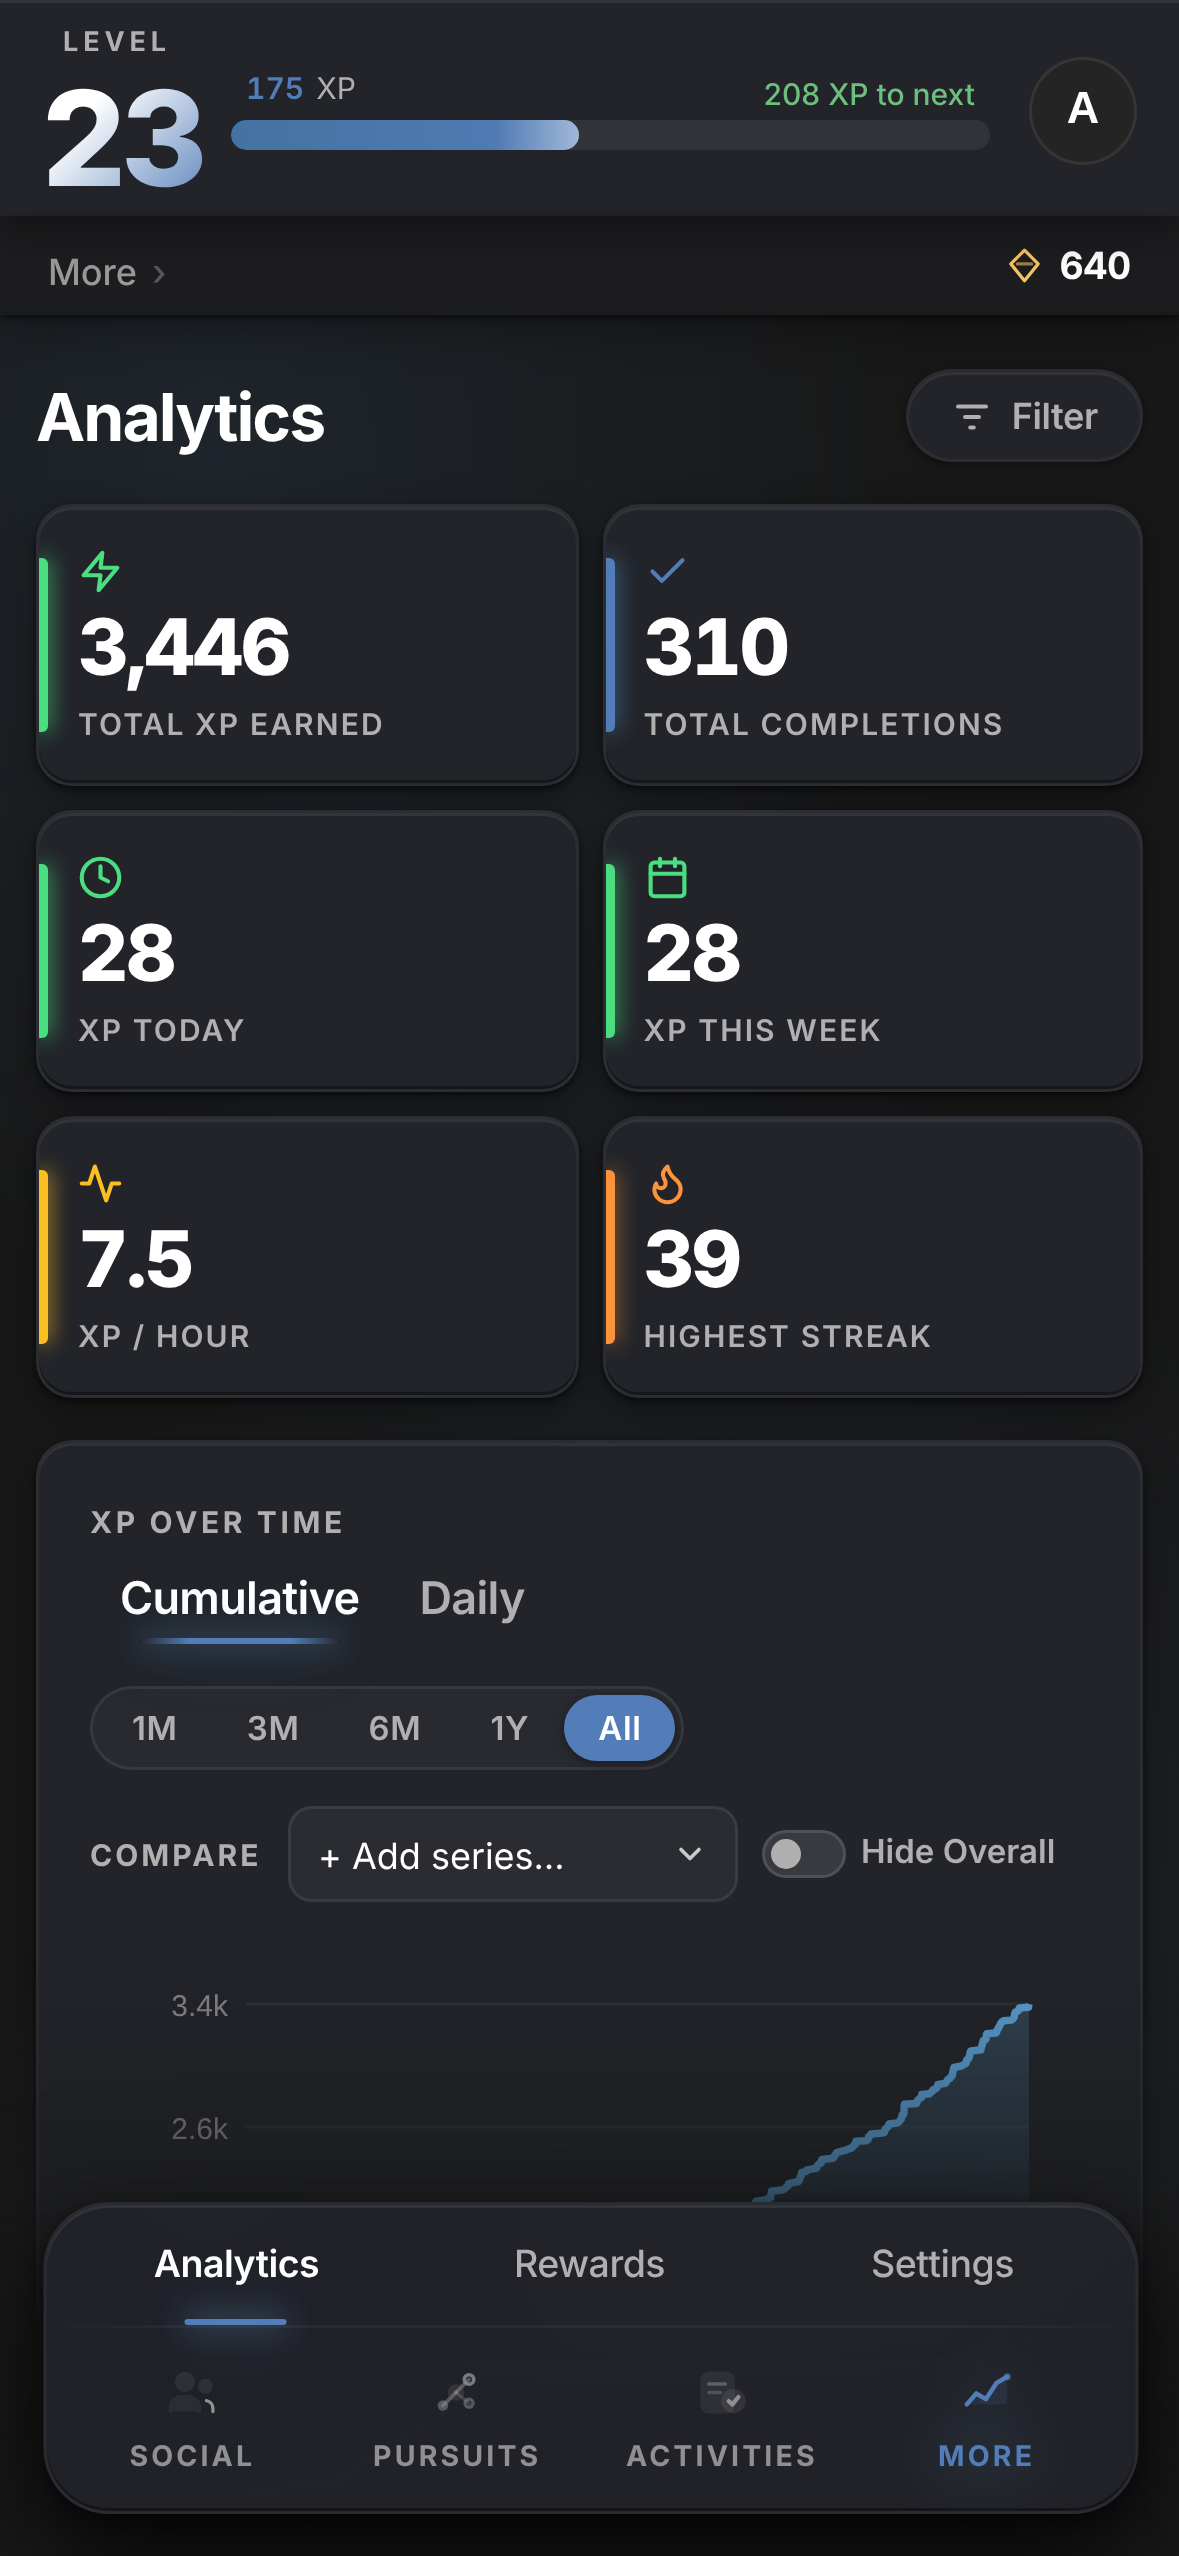 LEVEL
23
175 XP
208 XP to next
A
More ›
640
Analytics
Filter
3,446
TOTAL XP EARNED
310
TOTAL COMPLETIONS
28
XP TODAY
28
XP THIS WEEK
7.5
XP / HOUR
39
HIGHEST STREAK
XP OVER TIME
Cumulative Daily
1M 3M 6M 1Y All
COMPARE + Add series... Hide Overall
3.4k
2.6k
Analytics Rewards Settings
SOCIAL PURSUITS ACTIVITIES MORE